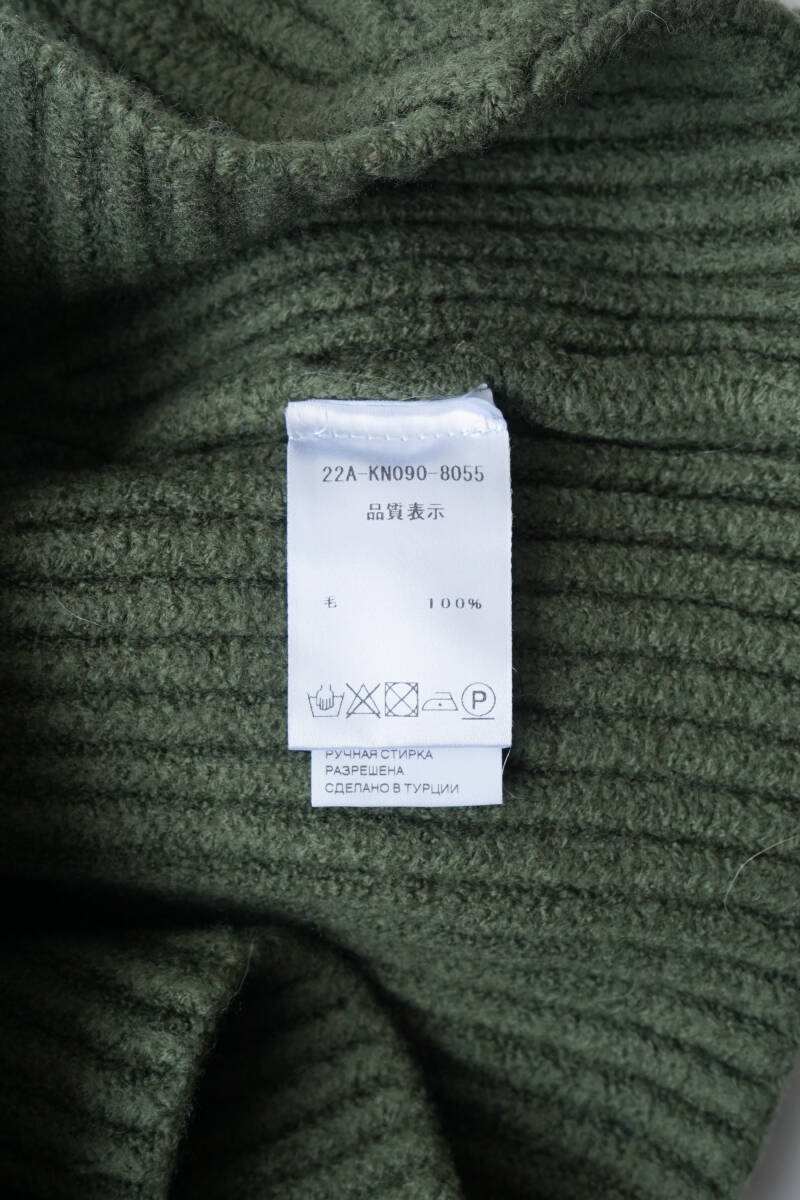 22A-KN090-8055
品質表示
毛 100%
P
РУЧНАЯ СТИРКА
РАЗРЕШЕНА
СДЕЛАНО В ТУРЦИИ